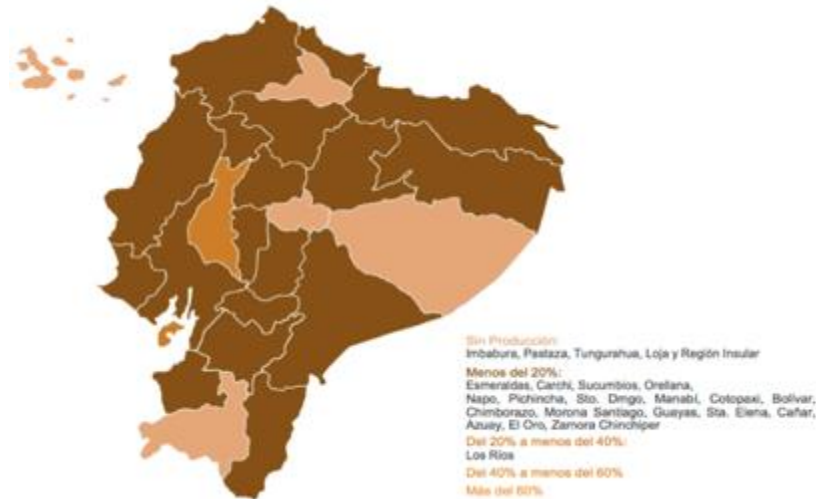 Sin Producción:
Imbabura, Pastaza, Tungurahua, Loja y Región Insular
Menos del 20%:
Esmeraldas, Carchi, Sucumbios, Orellana,
Napo, Pichincha, Sto. Dmgo, Manabí, Cotopaxi, Bolívar,
Chimborazo, Morona Santiago, Guayas, Sta. Elena, Cañar,
Azuay, El Oro, Zamora Chinchiper
Del 20% a menos del 40%:
Los Ríos
Del 40% a menos del 60%
Más del 60%